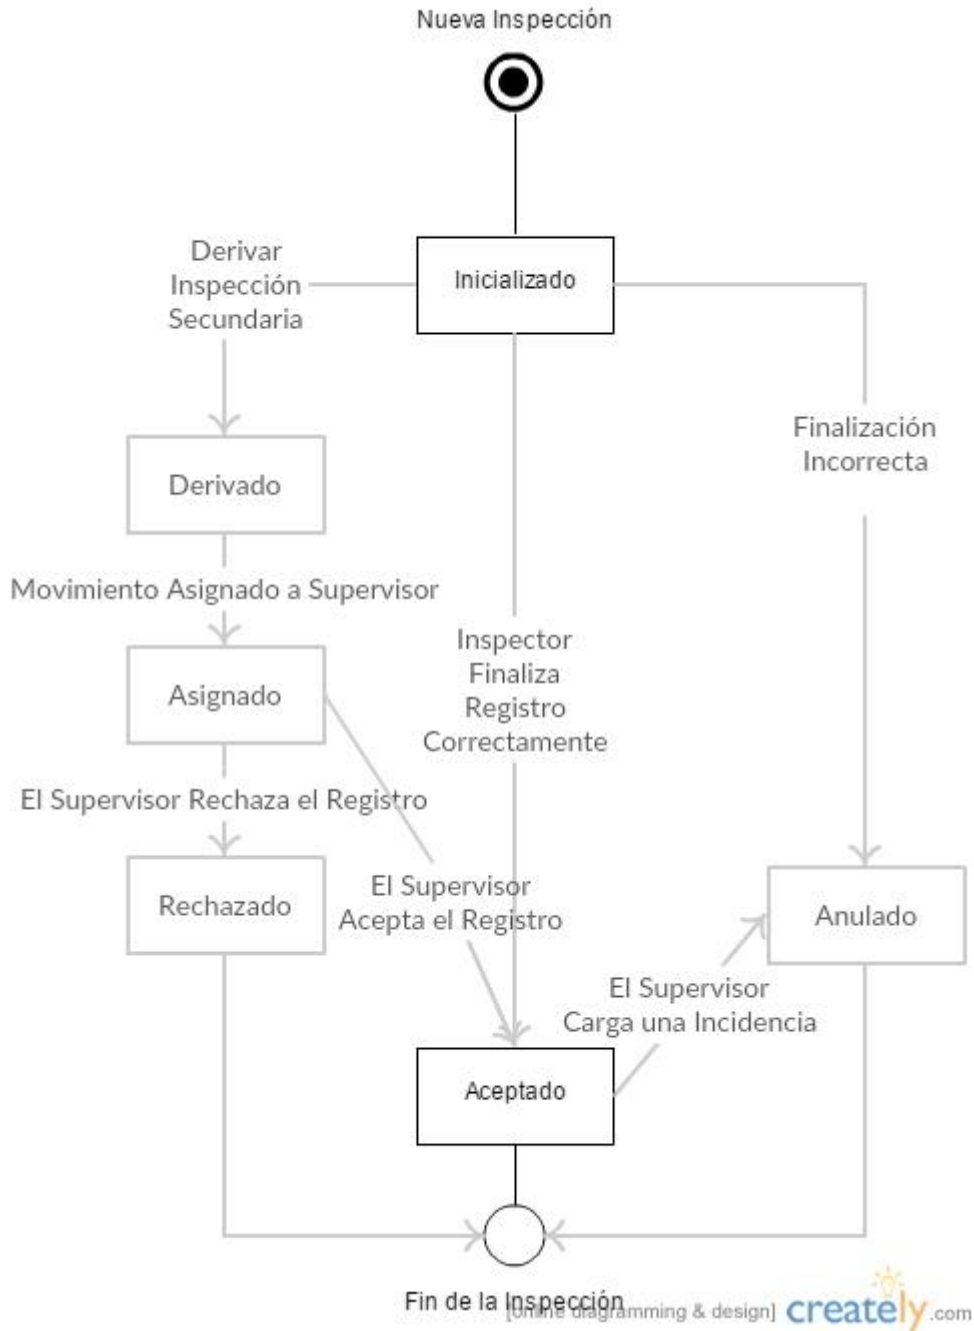 Nueva Inspección
Inicializado
Derivar
Inspección
Secundaria
Finalización
Incorrecta
Derivado
Movimiento Asignado a Supervisor
Inspector
Finaliza
Registro
Correctamente
Asignado
El Supervisor Rechaza el Registro
Rechazado
El Supervisor
Acepta el Registro
Anulado
El Supervisor
Carga una Incidencia
Aceptado
Fin de la Inspección
[online diagramming & design] creately.com